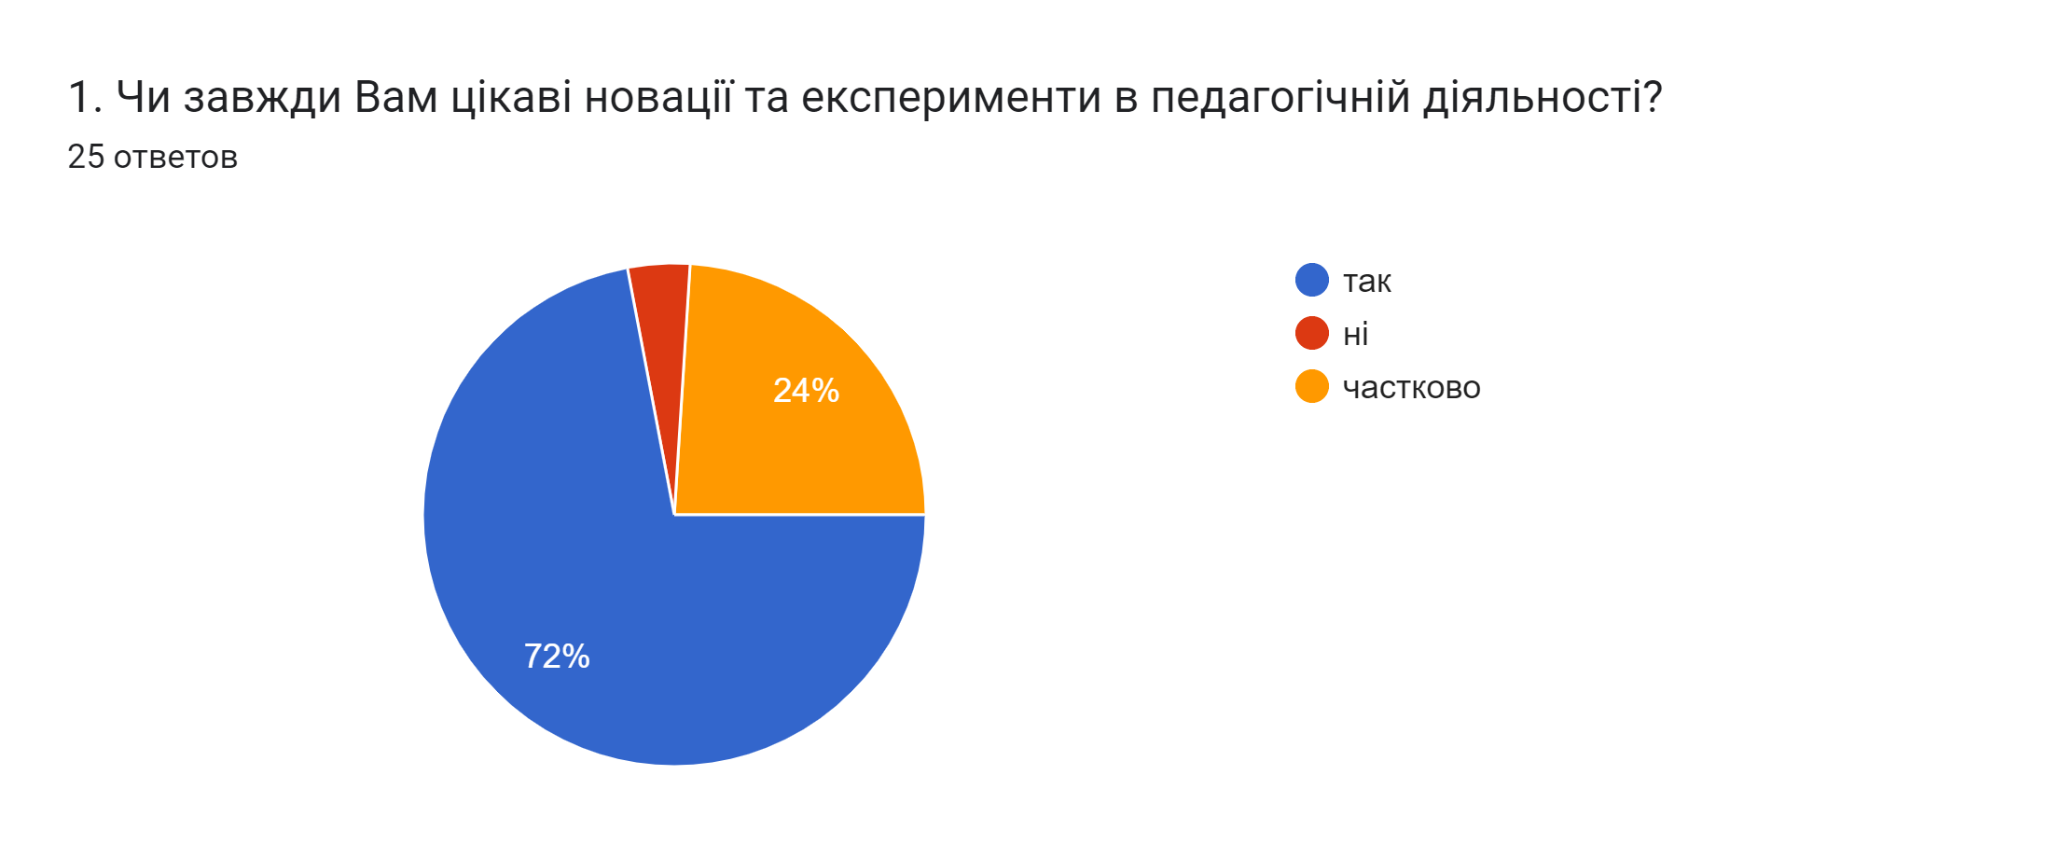 1. Чи завжди Вам цікаві новації та експерименти в педагогічній діяльності?
25 ответов
так
ні
частково
24%
72%